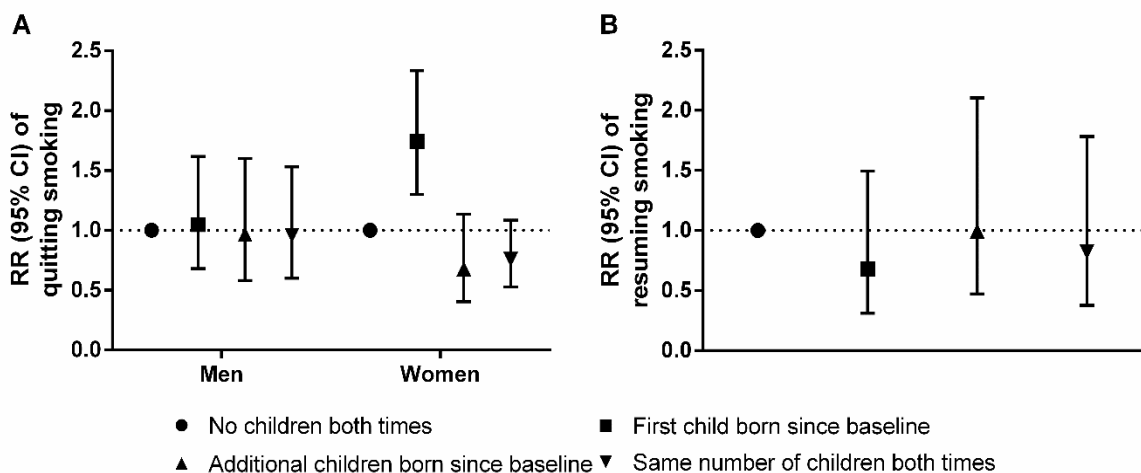 A
RR (95% CI) of
quitting smoking
2.5
2.0
1.5
1.0
0.5
0.0
Men
Women
B
RR (95% CI) of
resuming smoking
2.5
2.0
1.5
1.0
0.5
0.0
No children both times
First child born since baseline
Additional children born since baseline
Same number of children both times